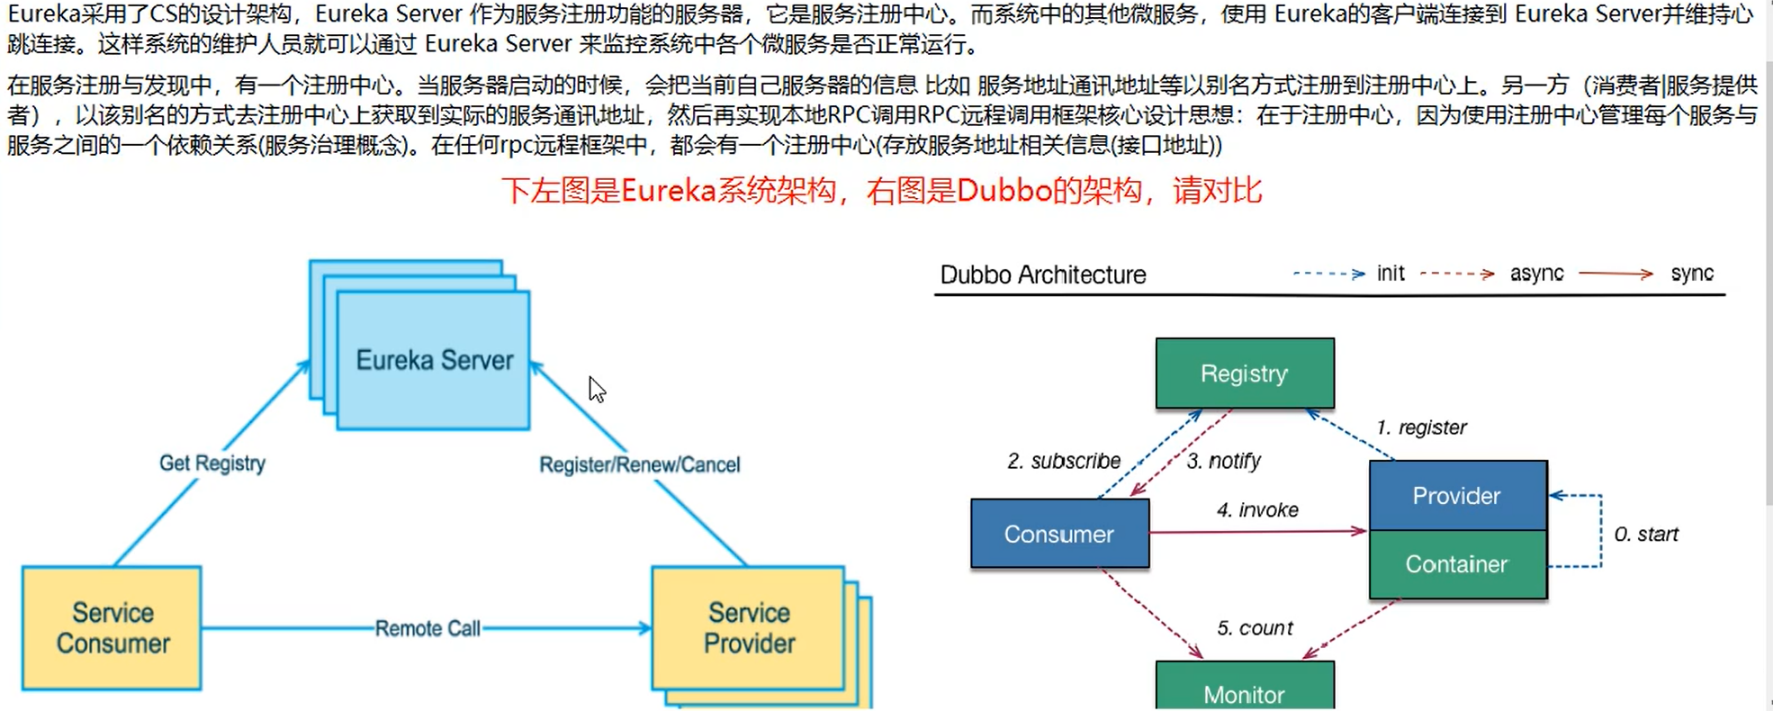 Eureka采用了CS的设计架构，Eureka Server 作为服务注册功能的服务器，它是服务注册中心。而系统中的其他微服务，使用 Eureka的客户端连接到 Eureka Server并维持心
跳连接。这样系统的维护人员就可以通过 Eureka Server 来监控系统中各个微服务是否正常运行。
在服务注册与发现中，有一个注册中心。当服务器启动的时候，会把当前自己服务器的信息 比如 服务地址通讯地址等以别名方式注册到注册中心上。另一方（消费者|服务提供
者），以该别名的方式去注册中心上获取到实际的服务通讯地址，然后再实现本地RPC调用RPC远程调用框架核心设计思想：在于注册中心，因为使用注册中心管理每个服务与
服务之间的一个依赖关系(服务治理概念)。在任何rpc远程框架中，都会有一个注册中心(存放服务地址相关信息(接口地址))
下左图是Eureka系统架构，右图是Dubbo的架构，请对比
Eureka Server
Get Registry
Register/Renew/Cancel
Service
Consumer
Remote Call
Service
Provider
Dubbo Architecture
init
async
sync
Registry
1. register
2. subscribe
3. notify
Provider
4. invoke
Consumer
0. start
Container
5. count
Monitor